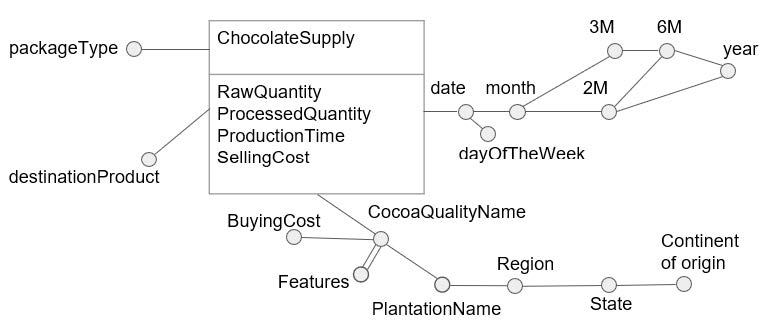 packageType
ChocolateSupply
RawQuantity
ProcessedQuantity
ProductionTime
SellingCost
destinationProduct
date
month
3M
6M
2M
year
dayOfTheWeek
BuyingCost
CocoaQualityName
Features
PlantationName
Region
State
Continent
of origin